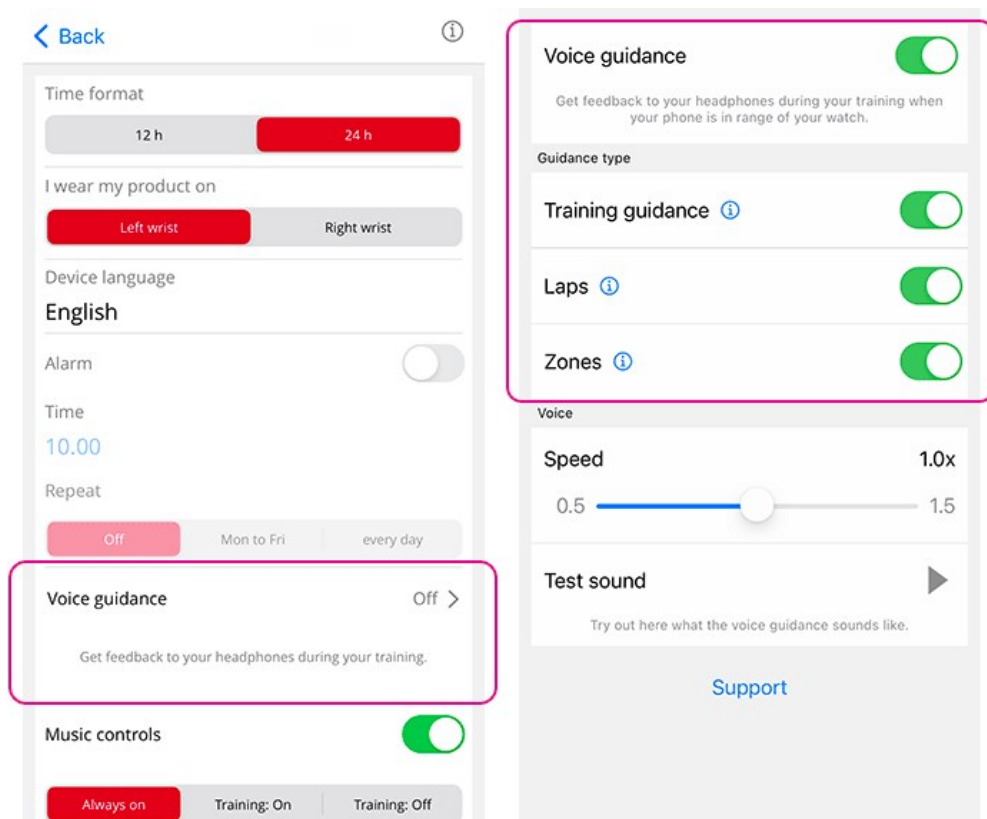 Back
Time format
12 h 24 h
I wear my product on
Left wrist Right wrist
Device language
English
Alarm
Time
10.00
Repeat
Off Mon to Fri every day
Voice guidance Off
Get feedback to your headphones during your training.
Music controls
Always on Training: On Training: Off
Voice guidance
Get feedback to your headphones during your training when
your phone is in range of your watch.
Guidance type
Training guidance
Laps
Zones
Voice
Speed 1.0x
0.5 1.5
Test sound
Try out here what the voice guidance sounds like.
Support